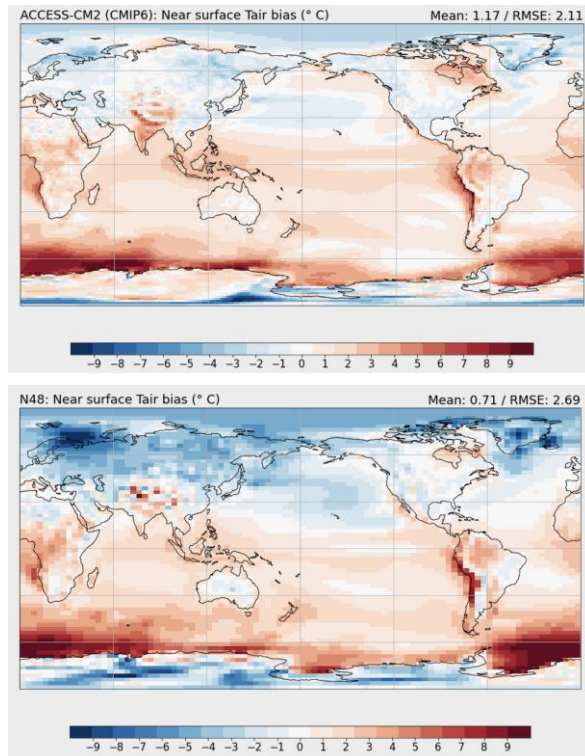 ACCESS-CM2 (CMIP6): Near surface Tair bias (° C) Mean: 1.17 / RMSE: 2.11
−9 −8 −7 −6 −5 −4 −3 −2 −1 0 1 2 3 4 5 6 7 8 9
N48: Near surface Tair bias (° C) Mean: 0.71 / RMSE: 2.69
−9 −8 −7 −6 −5 −4 −3 −2 −1 0 1 2 3 4 5 6 7 8 9